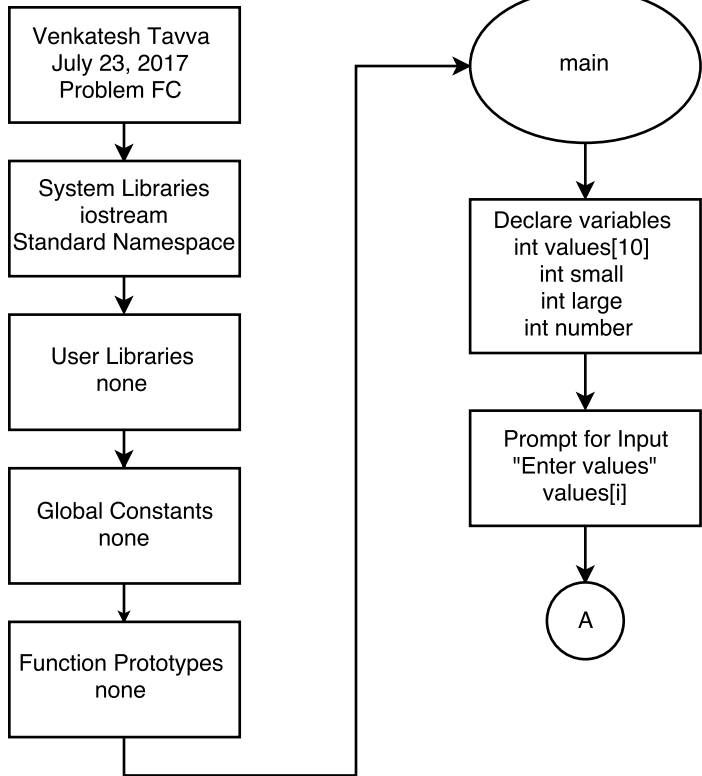 Venkatesh Tavva
July 23, 2017
Problem FC
System Libraries
iostream
Standard Namespace
User Libraries
none
Global Constants
none
Function Prototypes
none
main
Declare variables
int values[10]
int small
int large
int number
Prompt for Input
"Enter values"
values[i]
A